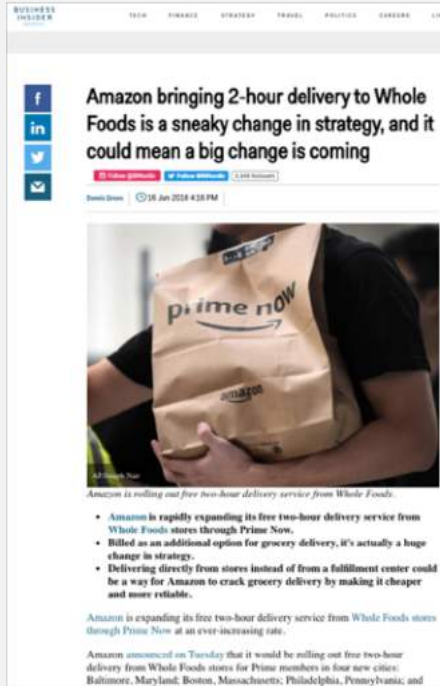 BUSINESS
INSIDER
TECH FINANCE STRATEGY TRAVEL POLITICS CAREERS
f
in
Amazon bringing 2-hour delivery to Whole
Foods is a sneaky change in strategy, and it
could mean a big change is coming
Dennis Green 16 Jun 2018 4:16 PM
prime now
amazon
Amazon is rolling out free two-hour delivery service from Whole Foods.
• Amazon is rapidly expanding its free two-hour delivery service from
Whole Foods stores through Prime Now.
• Billed as an additional option for grocery delivery, it's actually a huge
change in strategy.
• Delivering directly from stores instead of from a fulfillment center could
be a way for Amazon to crack grocery delivery by making it cheaper
and more reliable.
Amazon is expanding its free two-hour delivery service from Whole Foods stores
through Prime Now at an ever-increasing rate.
Amazon announced on Tuesday that it would be rolling out free two-hour
delivery from Whole Foods stores for Prime members in four new cities:
Baltimore, Maryland; Boston, Massachusetts; Philadelphia, Pennsylvania; and